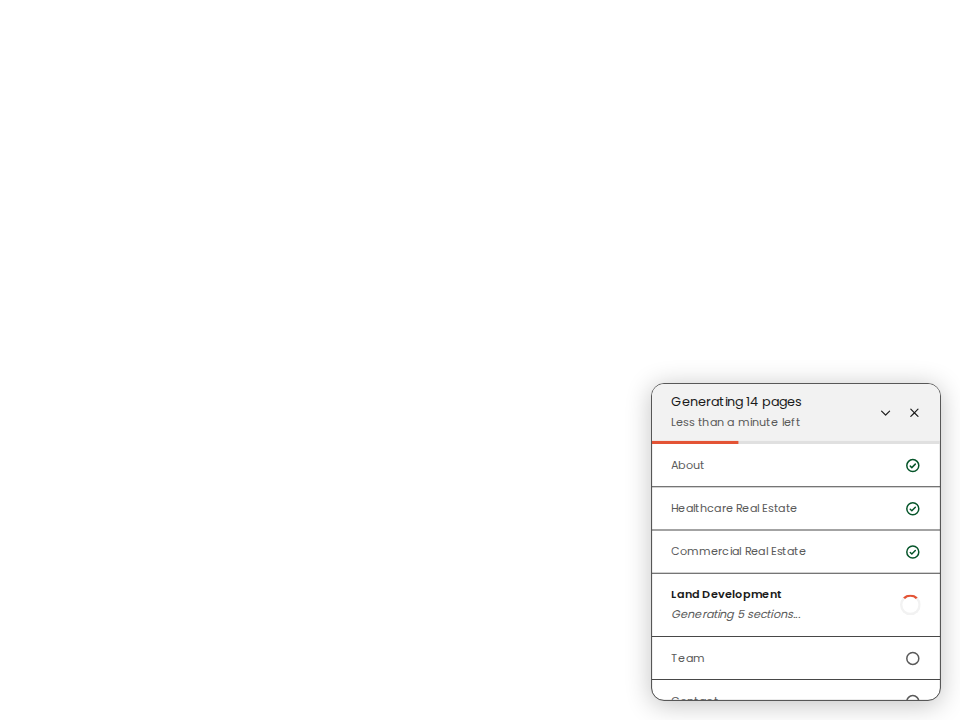 Generating 14 pages
Less than a minute left
About
Healthcare Real Estate
Commercial Real Estate
Land Development
Generating 5 sections...
Team